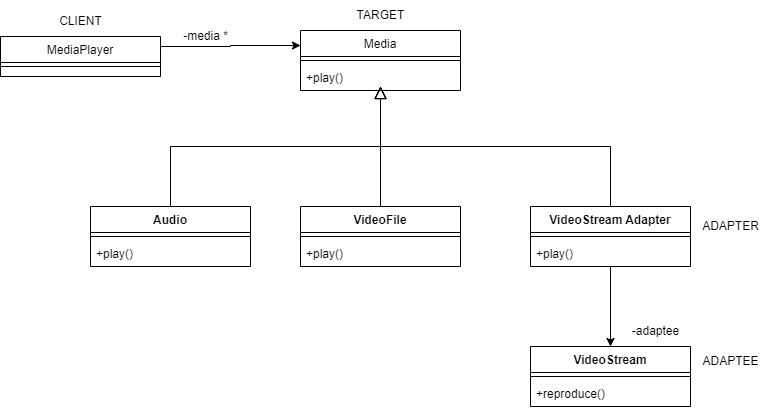 CLIENT
TARGET
MediaPlayer
-media *
Media
+play()
Audio
VideoFile
VideoStream Adapter
ADAPTER
+play()
+play()
+play()
-adaptee
VideoStream
ADAPTEE
+reproduce()